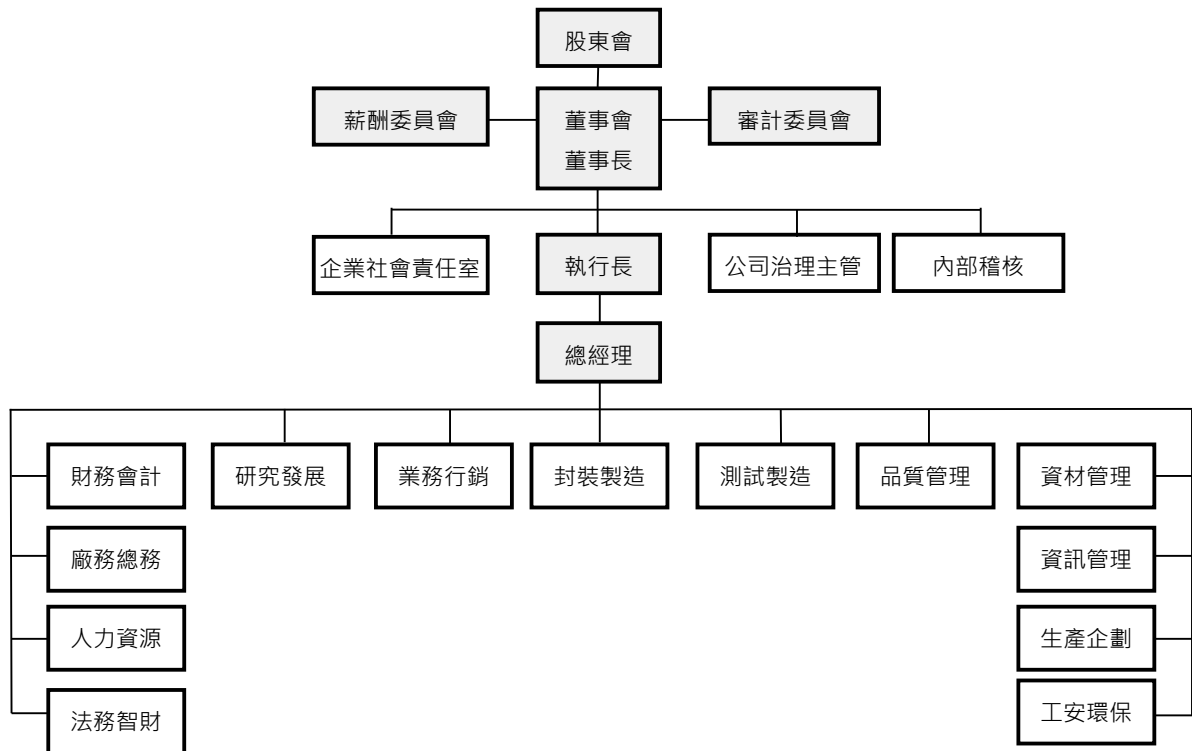 股東會
薪酬委員會
董事會
董事長
審計委員會
企業社會責任室
執行長
公司治理主管
內部稽核
總經理
財務會計
研究發展
業務行銷
封裝製造
測試製造
品質管理
資材管理
廠務總務
資訊管理
人力資源
生產企劃
法務智財
工安環保